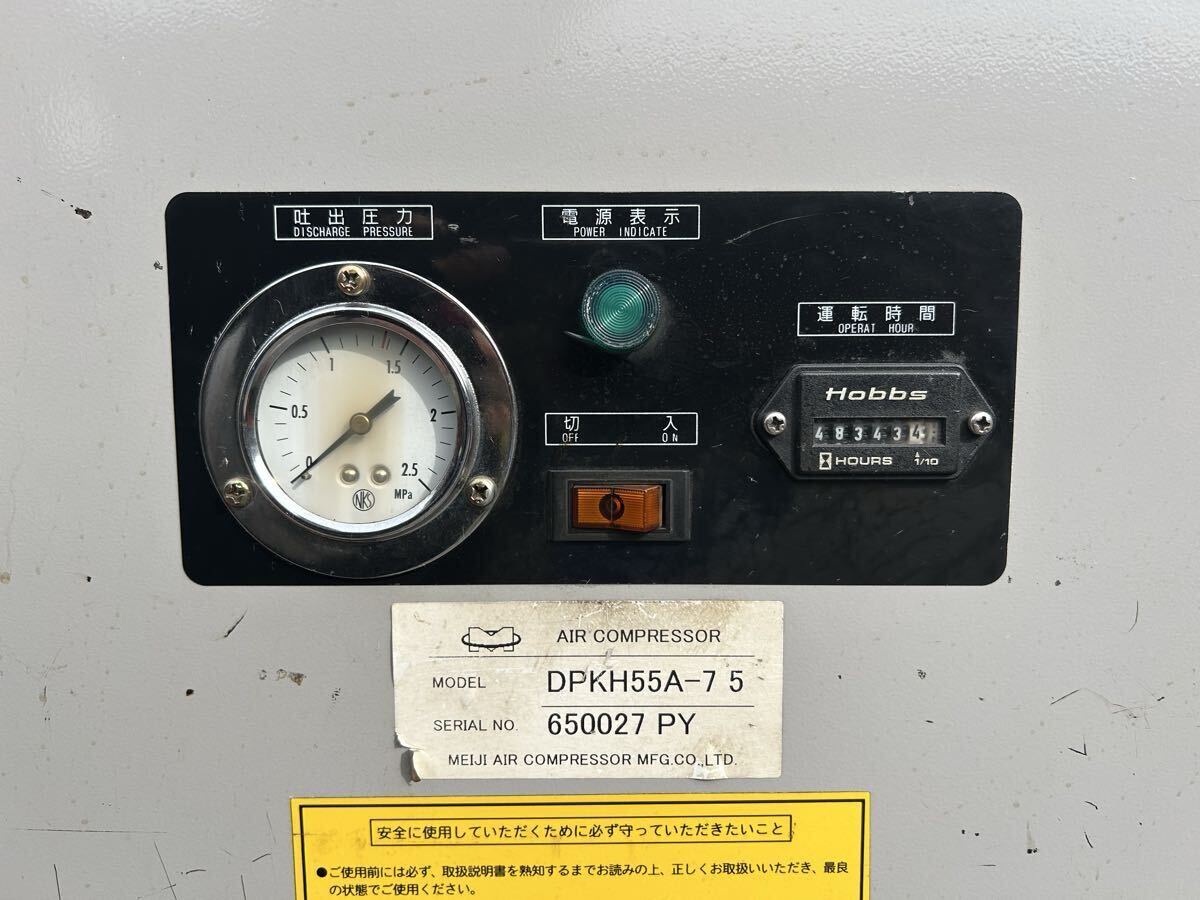 吐出圧力
DISCHARGE PRESSURE
電源表示
POWER INDICATE
運転時間
OPERAT HOUR
0 0.5 1 1.5 2 2.5
MPa
NKS
切 入
OFF ON
Hobbs
48343 4
HOURS 1/10
AIR COMPRESSOR
MODEL DPKH55A-7 5
SERIAL NO. 650027 PY
MEIJI AIR COMPRESSOR MFG.CO.,LTD.
安全に使用していただくために必ず守っていただきたいこと
●ご使用前には必ず、取扱説明書を熟知するまでお読みの上、正しくお取扱いいただき、最良
の状態でご使用ください。